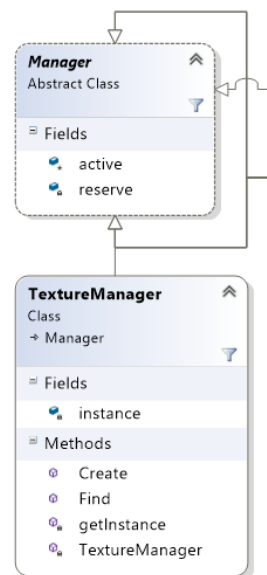 Manager
Abstract Class
Fields
active
reserve
TextureManager
Class
→ Manager
Fields
instance
Methods
Create
Find
getInstance
TextureManager